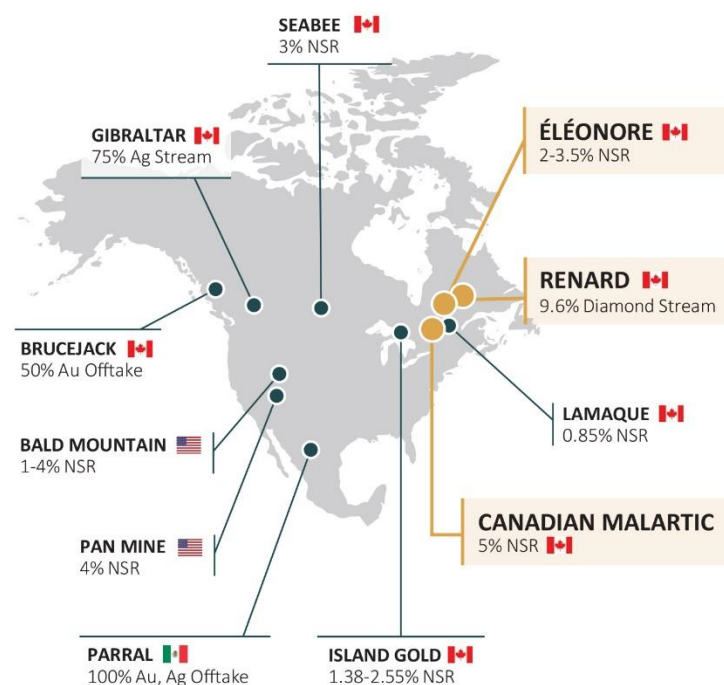 SEABEE
3% NSR
GIBRALTAR
75% Ag Stream
ÉLÉONORE
2-3.5% NSR
RENARD
9.6% Diamond Stream
BRUCEJACK
50% Au Offtake
LAMAQUE
0.85% NSR
BALD MOUNTAIN
1-4% NSR
CANADIAN MALARTIC
5% NSR
PAN MINE
4% NSR
PARRAL
100% Au, Ag Offtake
ISLAND GOLD
1.38-2.55% NSR